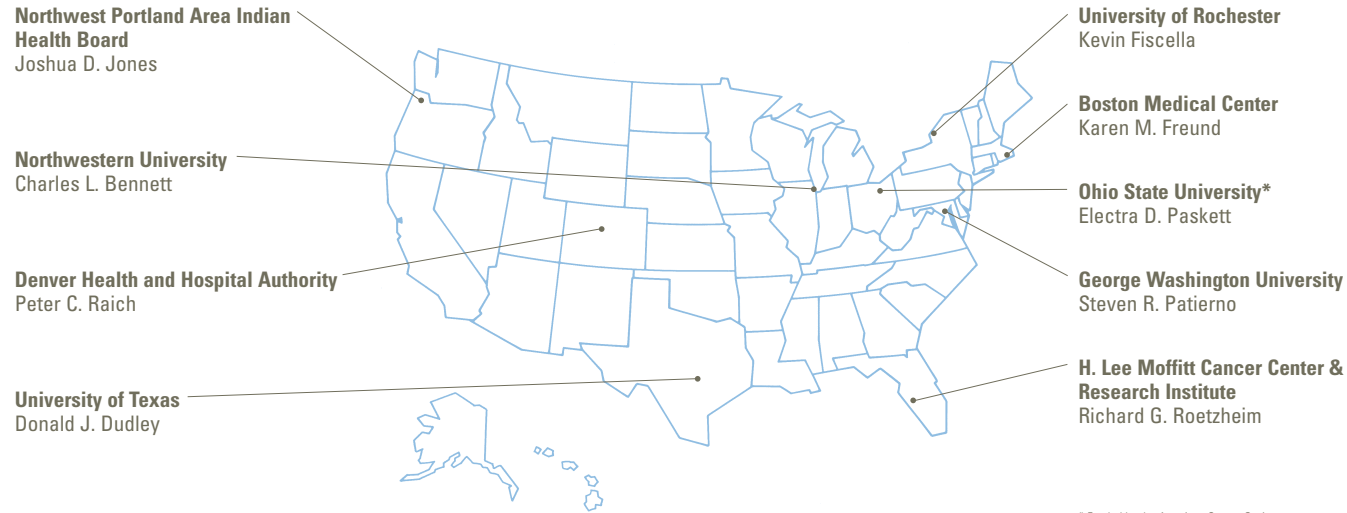 Northwest Portland Area Indian
Health Board
Joshua D. Jones
Northwestern University
Charles L. Bennett
Denver Health and Hospital Authority
Peter C. Raich
University of Texas
Donald J. Dudley
University of Rochester
Kevin Fiscella
Boston Medical Center
Karen M. Freund
Ohio State University*
Electra D. Paskett
George Washington University
Steven R. Patierno
H. Lee Moffitt Cancer Center &
Research Institute
Richard G. Roetzheim